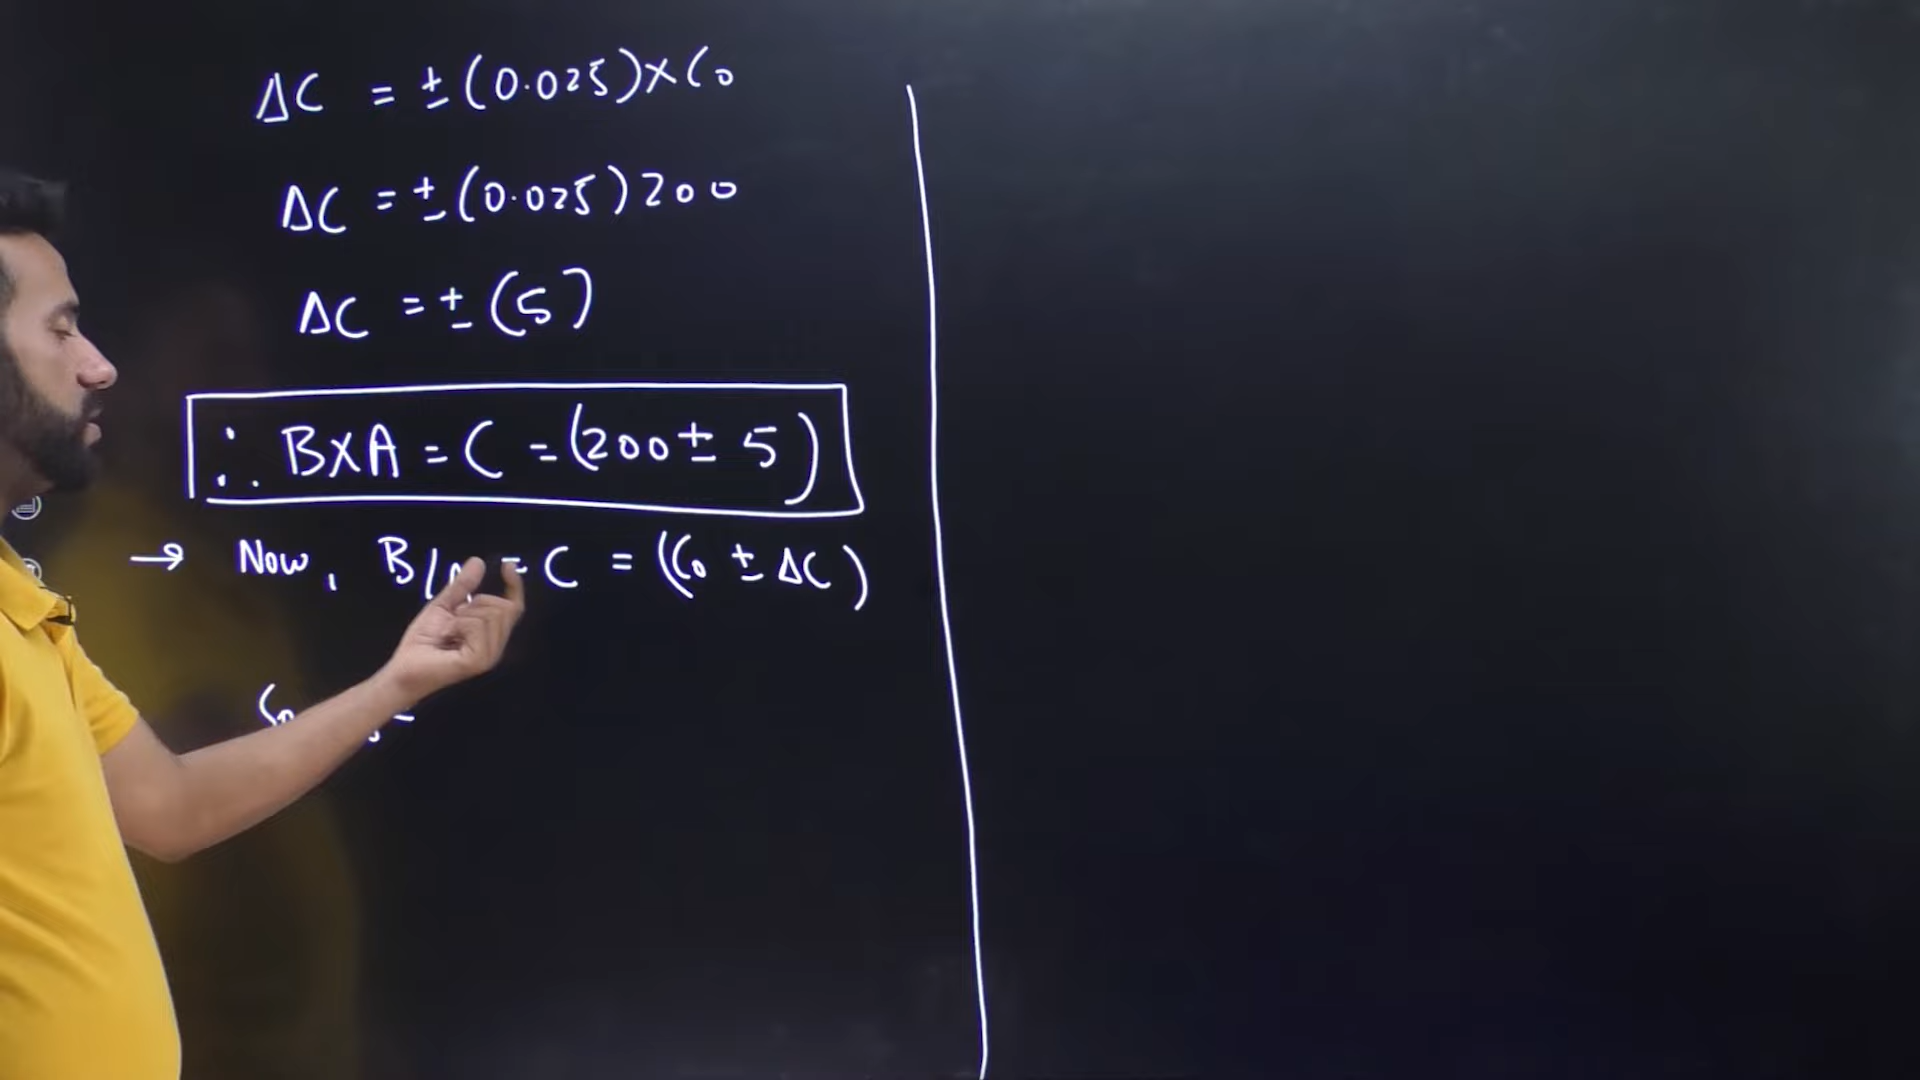 ΔC = ±(0.025)×C₀
ΔC = ±(0.025)200
ΔC = ±(5)
∴ B×A = C = (200 ± 5)
→ Now, B/ = C = (C₀ ± ΔC)